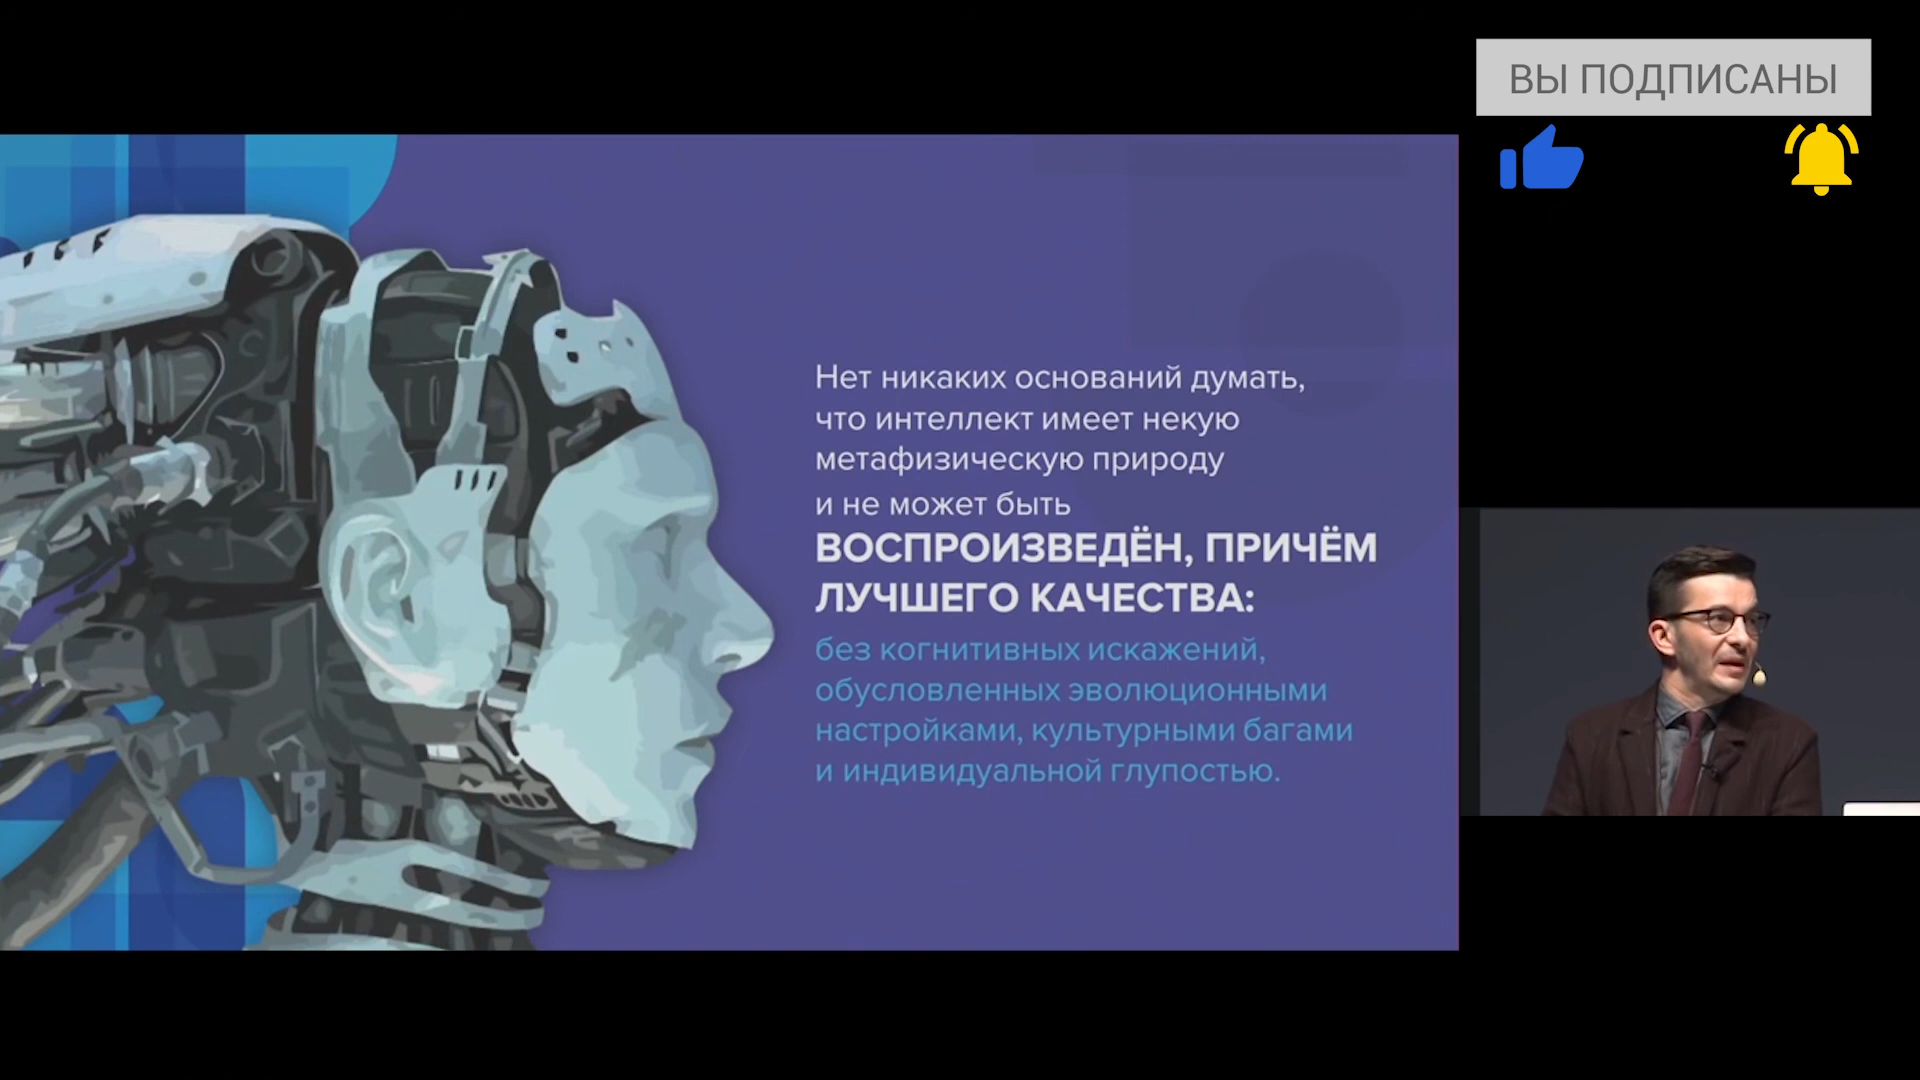 ВЫ ПОДПИСАНЫ
Нет никаких оснований думать,
что интеллект имеет некую
метафизическую природу
и не может быть
ВОСПРОИЗВЕДЁН, ПРИЧЁМ
ЛУЧШЕГО КАЧЕСТВА:
без когнитивных искажений,
обусловленных эволюционными
настройками, культурными багами
и индивидуальной глупостью.